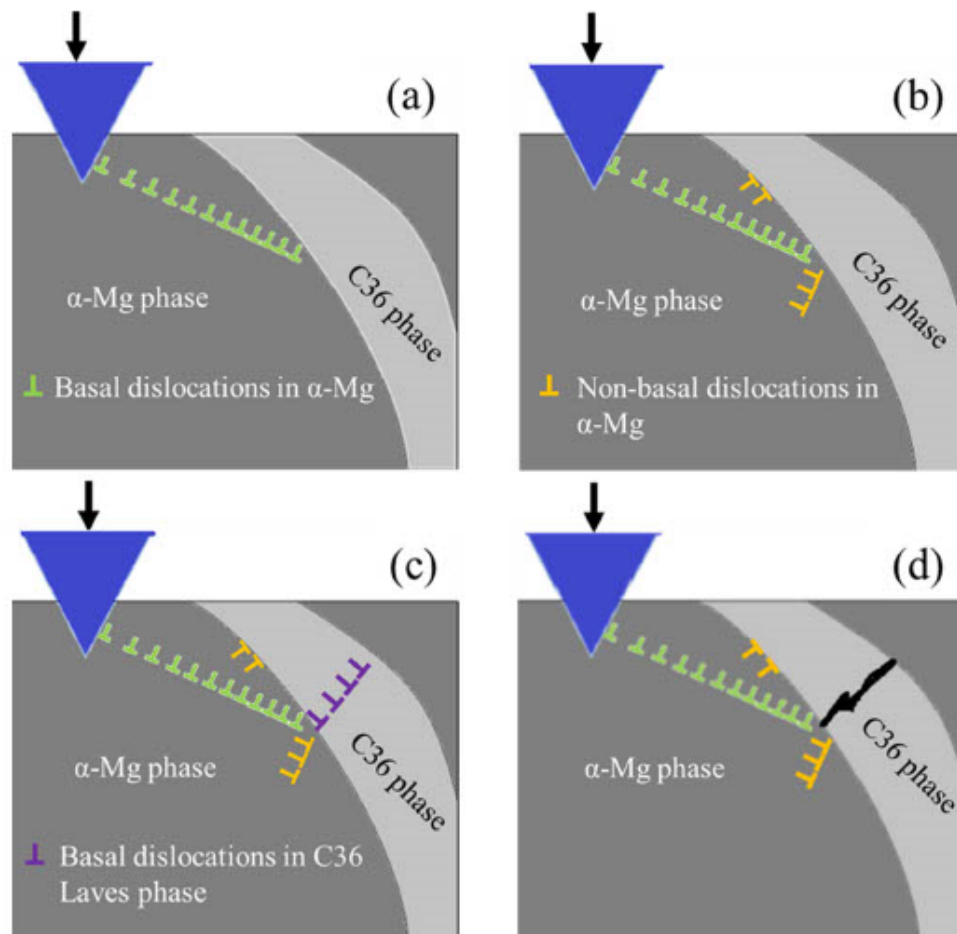 (a)
C36 phase
α-Mg phase
Basal dislocations in α-Mg
(b)
C36 phase
α-Mg phase
Non-basal dislocations in
α-Mg
(c)
C36 phase
α-Mg phase
Basal dislocations in C36
Laves phase
(d)
C36 phase
α-Mg phase